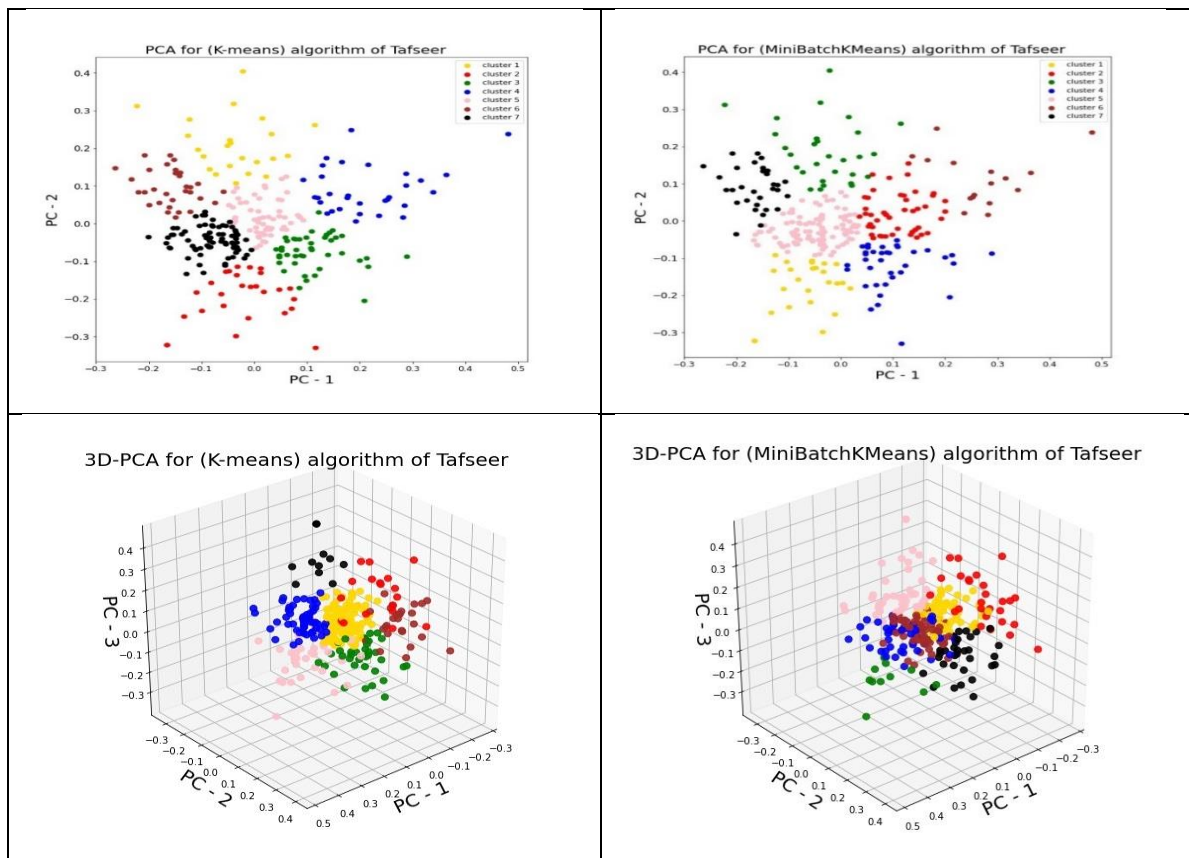 PCA for (K-means) algorithm of Tafseer
cluster 1
cluster 2
cluster 3
cluster 4
cluster 5
cluster 6
cluster 7
0.4
0.3
0.2
0.1
0.0
−0.1
−0.2
−0.3
PC - 2
−0.3 −0.2 −0.1 0.0 0.1 0.2 0.3 0.4 0.5
PC - 1
PCA for (MiniBatchKMeans) algorithm of Tafseer
cluster 1
cluster 2
cluster 3
cluster 4
cluster 5
cluster 6
cluster 7
0.4
0.3
0.2
0.1
0.0
−0.1
−0.2
−0.3
PC - 2
−0.3 −0.2 −0.1 0.0 0.1 0.2 0.3 0.4 0.5
PC - 1
3D-PCA for (K-means) algorithm of Tafseer
0.4
0.3
0.2
0.1
0.0
−0.1
−0.2
−0.3
PC - 3
−0.3
−0.2
−0.1
0.0
0.1
0.2
0.3
0.4
PC - 2
0.5
0.4
0.3
0.2
0.1
0.0
−0.1
−0.2
−0.3
PC - 1
3D-PCA for (MiniBatchKMeans) algorithm of Tafseer
0.4
0.3
0.2
0.1
0.0
−0.1
−0.2
−0.3
PC - 3
−0.3
−0.2
−0.1
0.0
0.1
0.2
0.3
0.4
PC - 2
0.5
0.4
0.3
0.2
0.1
0.0
−0.1
−0.2
−0.3
PC - 1